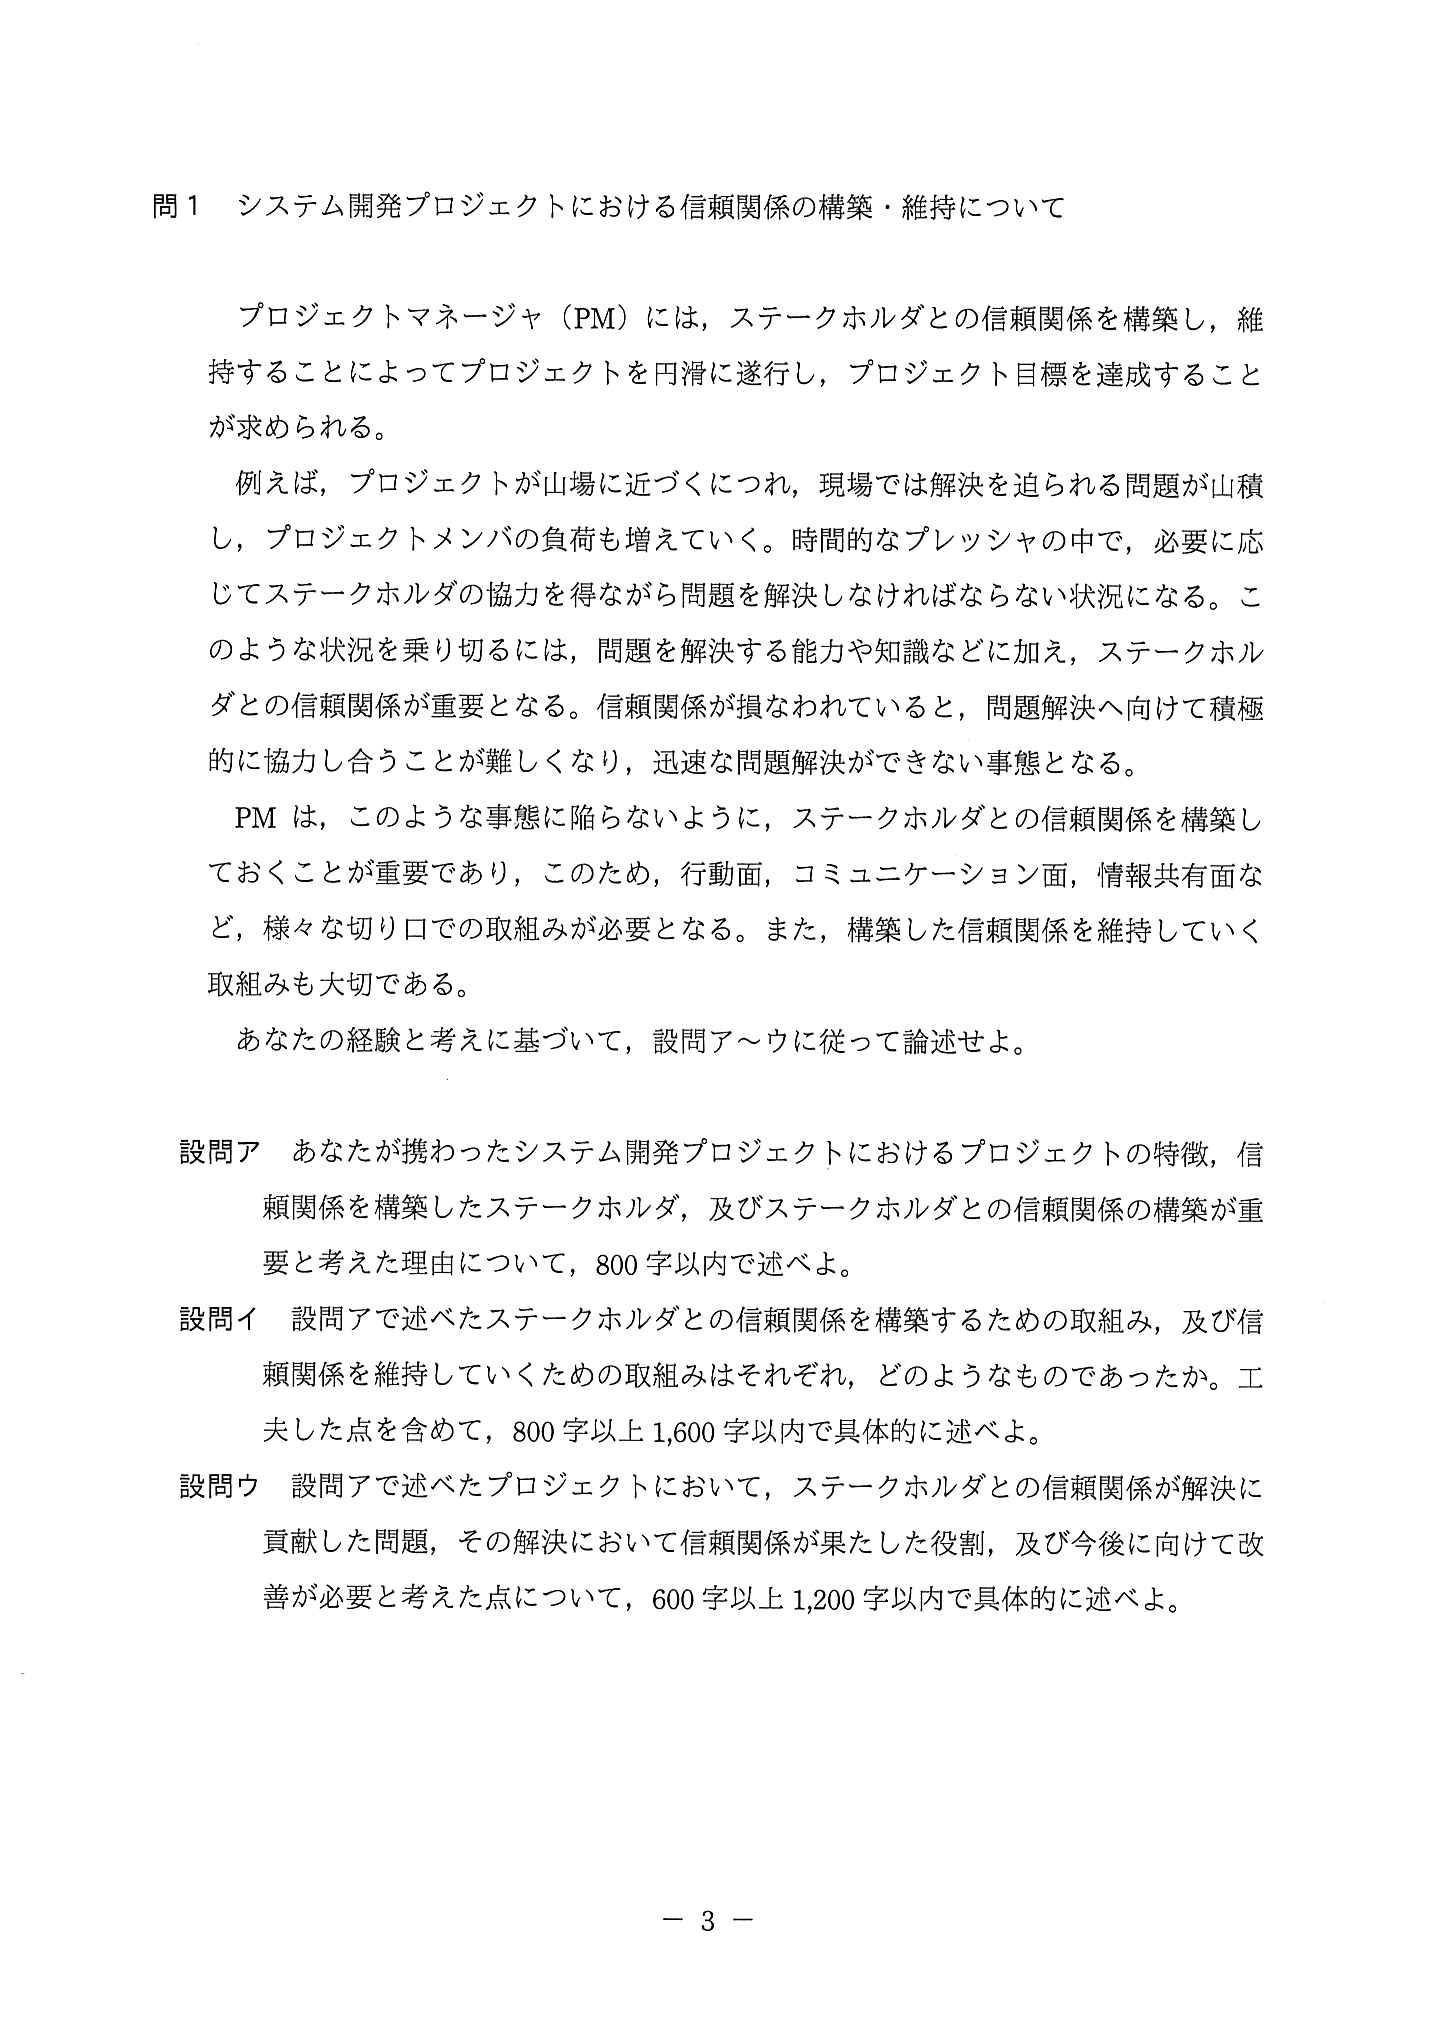 問1 システム開発プロジェクトにおける信頼関係の構築・維持について
プロジェクトマネージャ（PM）には，ステークホルダとの信頼関係を構築し，維
持することによってプロジェクトを円滑に遂行し，プロジェクト目標を達成すること
が求められる。
例えば，プロジェクトが山場に近づくにつれ，現場では解決を迫られる問題が山積
し，プロジェクトメンバの負荷も増えていく。時間的なプレッシャの中で，必要に応
じてステークホルダの協力を得ながら問題を解決しなければならない状況になる。こ
のような状況を乗り切るには，問題を解決する能力や知識などに加え，ステークホル
ダとの信頼関係が重要となる。信頼関係が損なわれていると，問題解決へ向けて積極
的に協力し合うことが難しくなり，迅速な問題解決ができない事態となる。
PM は，このような事態に陥らないように，ステークホルダとの信頼関係を構築し
ておくことが重要であり，このため，行動面，コミュニケーション面，情報共有面な
ど，様々な切り口での取組みが必要となる。また，構築した信頼関係を維持していく
取組みも大切である。
あなたの経験と考えに基づいて，設問ア～ウに従って論述せよ。
設問ア あなたが携わったシステム開発プロジェクトにおけるプロジェクトの特徴，信
頼関係を構築したステークホルダ，及びステークホルダとの信頼関係の構築が重
要と考えた理由について，800 字以内で述べよ。
設問イ 設問アで述べたステークホルダとの信頼関係を構築するための取組み，及び信
頼関係を維持していくための取組みはそれぞれ，どのようなものであったか。工
夫した点を含めて，800 字以上 1,600 字以内で具体的に述べよ。
設問ウ 設問アで述べたプロジェクトにおいて，ステークホルダとの信頼関係が解決に
貢献した問題，その解決において信頼関係が果たした役割，及び今後に向けて改
善が必要と考えた点について，600 字以上 1,200 字以内で具体的に述べよ。
－ 3 －